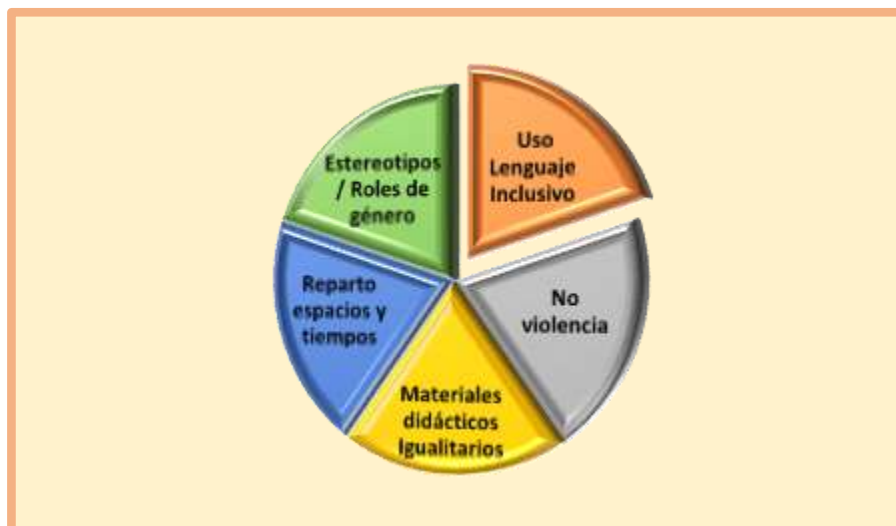 Uso
Lenguaje
Inclusivo
No
violencia
Materiales
didácticos
Igualitarios
Reparto
espacios y
tiempos
Estereotipos
/ Roles de
género